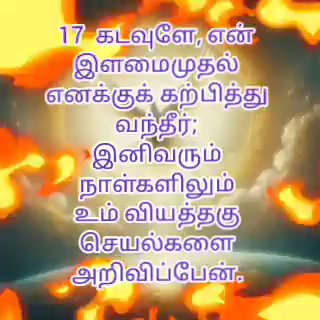 17 கடவுளே, என்
இளமைமுதல்
எனக்குக் கற்பித்து
வந்தீர்;
இனிவரும்
நாள்களிலும்
உம் வியத்தகு
செயல்களை
அறிவிப்பேன்.